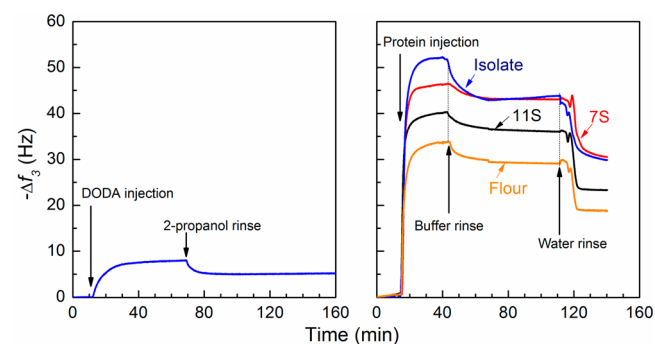 60
50
40
30
20
10
0
-Δf3 (Hz)
DODA injection
2-propanol rinse
0 40 80 120 160
Protein injection
Isolate
7S
11S
Flour
Buffer rinse
Water rinse
0 40 80 120 160
Time (min)